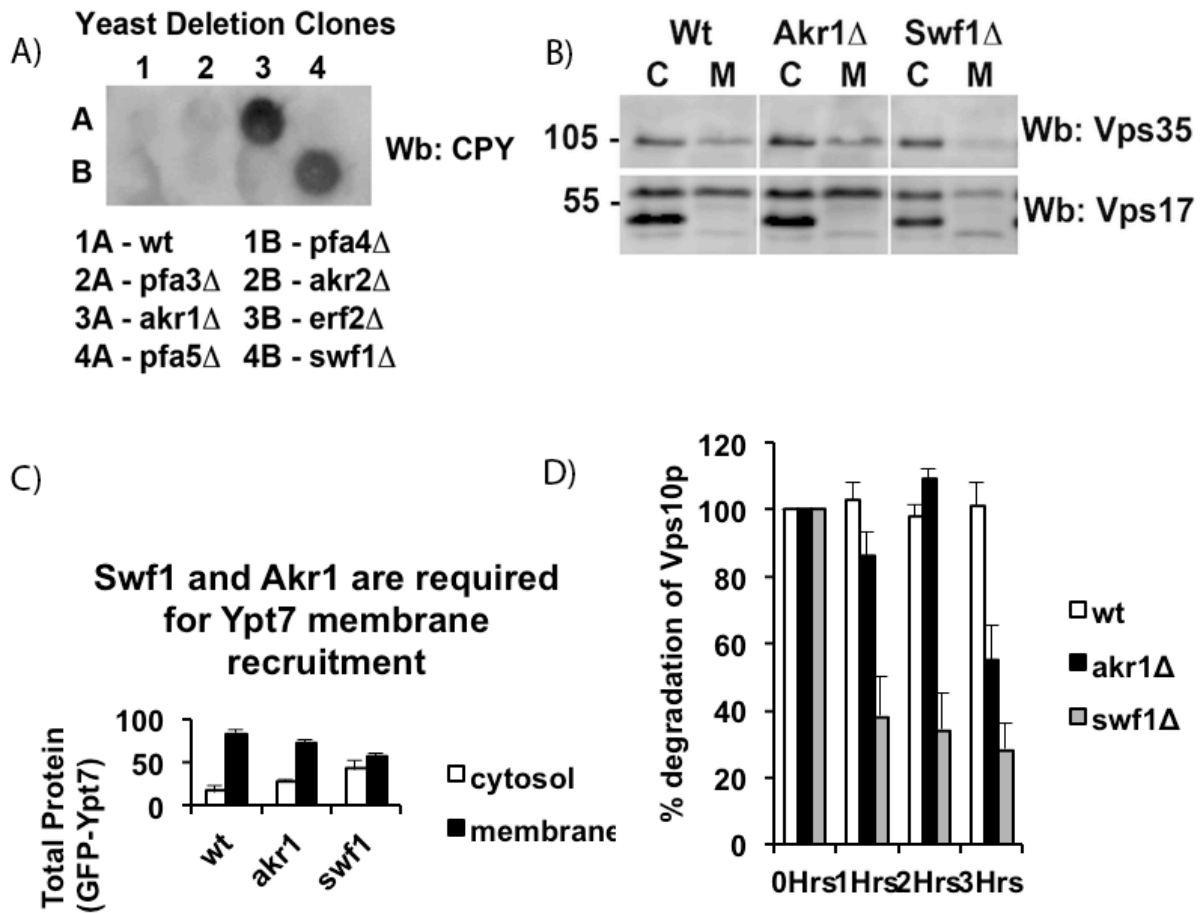 A)
Yeast Deletion Clones
1 2 3 4
A
B
Wb: CPY
1A - wt 1B - pfa4Δ
2A - pfa3Δ 2B - akr2Δ
3A - akr1Δ 3B - erf2Δ
4A - pfa5Δ 4B - swf1Δ
B)
Wt Akr1Δ Swf1Δ
C M C M C M
105 - Wb: Vps35
55 - Wb: Vps17
C)
Swf1 and Akr1 are required
for Ypt7 membrane
recruitment
Total Protein
(GFP-Ypt7)
100
50
0
wt akr1 swf1
cytosol
membrane
D)
% degradation of Vps10p
120
100
80
60
40
20
0
0Hrs1Hrs2Hrs3Hrs
wt
akr1Δ
swf1Δ